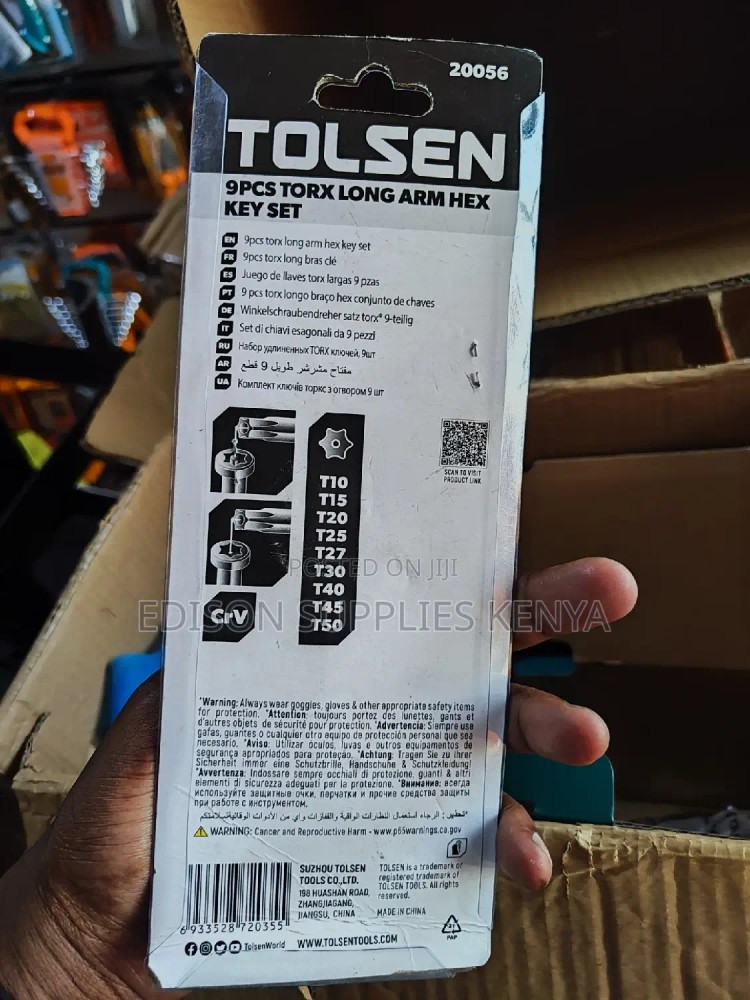 20056
TOLSEN
9PCS TORX LONG ARM HEX
KEY SET
EN 9pcs torx long arm hex key set
FR 9pcs torx long bras clé
ES Juego de llaves torx largas 9 pzas
PT 9 pcs torx longo braço hex conjunto de chaves
DE Winkelschraubendreher satz torx® 9-teilig
IT Set di chiavi esagonali da 9 pezzi
RU Набор удлиненных TORX ключей, 9шт
AR مفتاح مشرشر طويل 9 قطع
UA Комплект ключів торкс з отвором 9 шт
SCAN TO VISIT
PRODUCT LINK
T10
T15
T20
T25
T27
T30
T40
T45
T50
CrV
POSTED ON JIJI
EDISON SUPPLIES KENYA
*Warning: Always wear goggles, gloves & other appropriate safety items
for protection. *Attention: toujours portez des lunettes, gants et
d'autres objets de sécurité pour protection. *Advertencia: Siempre use
gafas, guantes o cualquier otro equipo de protección personal que sea
necesario. *Aviso: Utilizar óculos, luvas e outros equipamentos de
segurança apropriados para proteção. *Achtung: Tragen Sie zu ihrer
Sicherheit immer eine Schutzbrille, Handschuhe & Schutzkleidung!
*Avvertenza: Indossare sempre occhiali di protezione, guanti & altri
elementi di sicurezza adeguati per la protezione. *Внимание: всегда
используйте защитные очки, перчатки и прочие средства защиты
при работе с инструментом.
*تحذير: الرجاء استعمال النظارات الواقية والقفازات واي من الأدوات الوقائية لسلامتكم
WARNING: Cancer and Reproductive Harm - www.p65warnings.ca.gov
SUZHOU TOLSEN
TOOLS CO.,LTD.
198 HUASHAN ROAD,
ZHANGJIAGANG,
JIANGSU, CHINA
TOLSEN is a trademark or
registered trademark of
TOLSEN TOOLS. All rights
reserved.
MADE IN CHINA
6 933528 720355
TolsenWorld
WWW.TOLSENTOOLS.COM
21
PAP